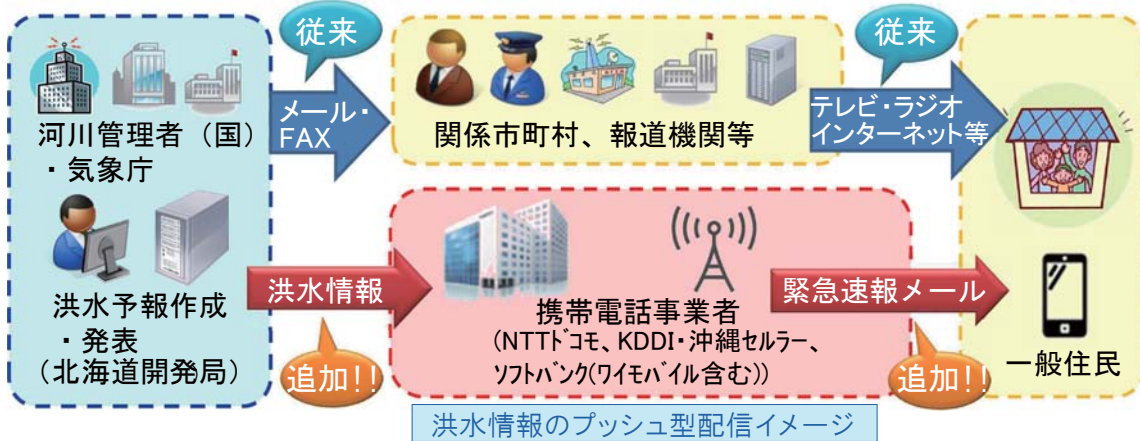 従来
従来
メール・
FAX
テレビ・ラジオ
インターネット等
河川管理者（国）
・気象庁
関係市町村、報道機関等
洪水情報
緊急速報メール
洪水予報作成
・発表
（北海道開発局）
携帯電話事業者
(NTTﾄﾞｺﾓ、KDDI・沖縄ｾﾙﾗｰ、
ｿﾌﾄﾊﾞﾝｸ(ﾜｲﾓﾊﾞｲﾙ含む))
追加!!
追加!!
一般住民
洪水情報のプッシュ型配信イメージ